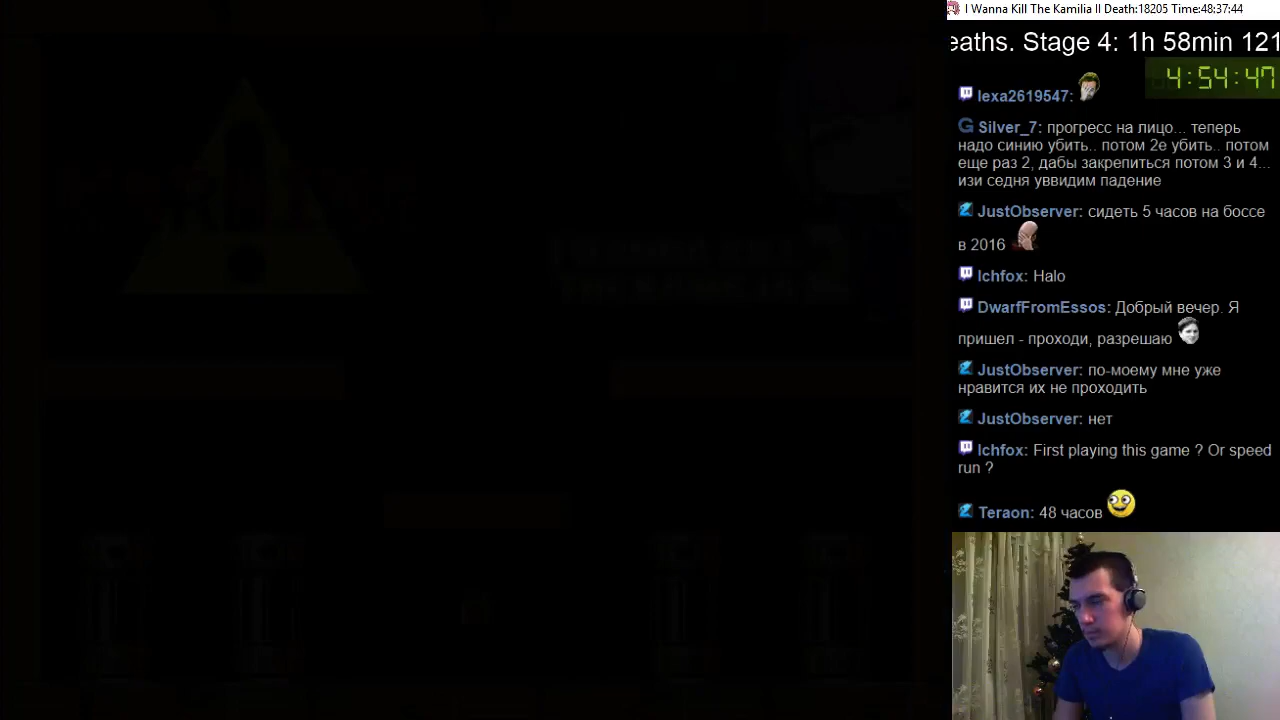 I Wanna Kill The Kamilia II Death:18205 Time:48:37:44
eaths. Stage 4: 1h 58min 121
4:54:47
lexa2619547:
Silver_7: прогресс на лицо... теперь
надо синию убить.. потом 2е убить.. потом
еще раз 2, дабы закрепиться потом 3 и 4...
изи седня уввидим падение
JustObserver: сидеть 5 часов на боссе
в 2016
Ichfox: Halo
DwarfFromEssos: Добрый вечер. Я
пришел - проходи, разрешаю
JustObserver: по-моему мне уже
нравится их не проходить
JustObserver: нет
Ichfox: First playing this game ? Or speed
run ?
Teraon: 48 часов